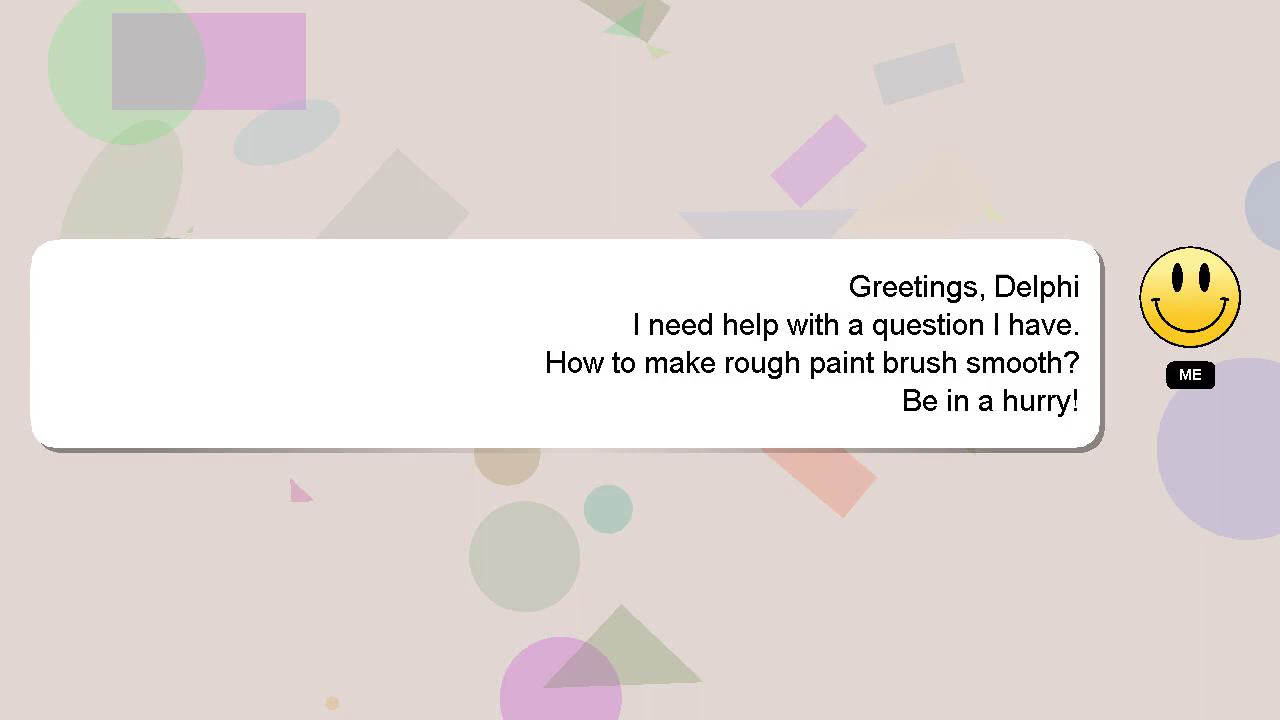 Greetings, Delphi
I need help with a question I have.
How to make rough paint brush smooth?
Be in a hurry!
ME